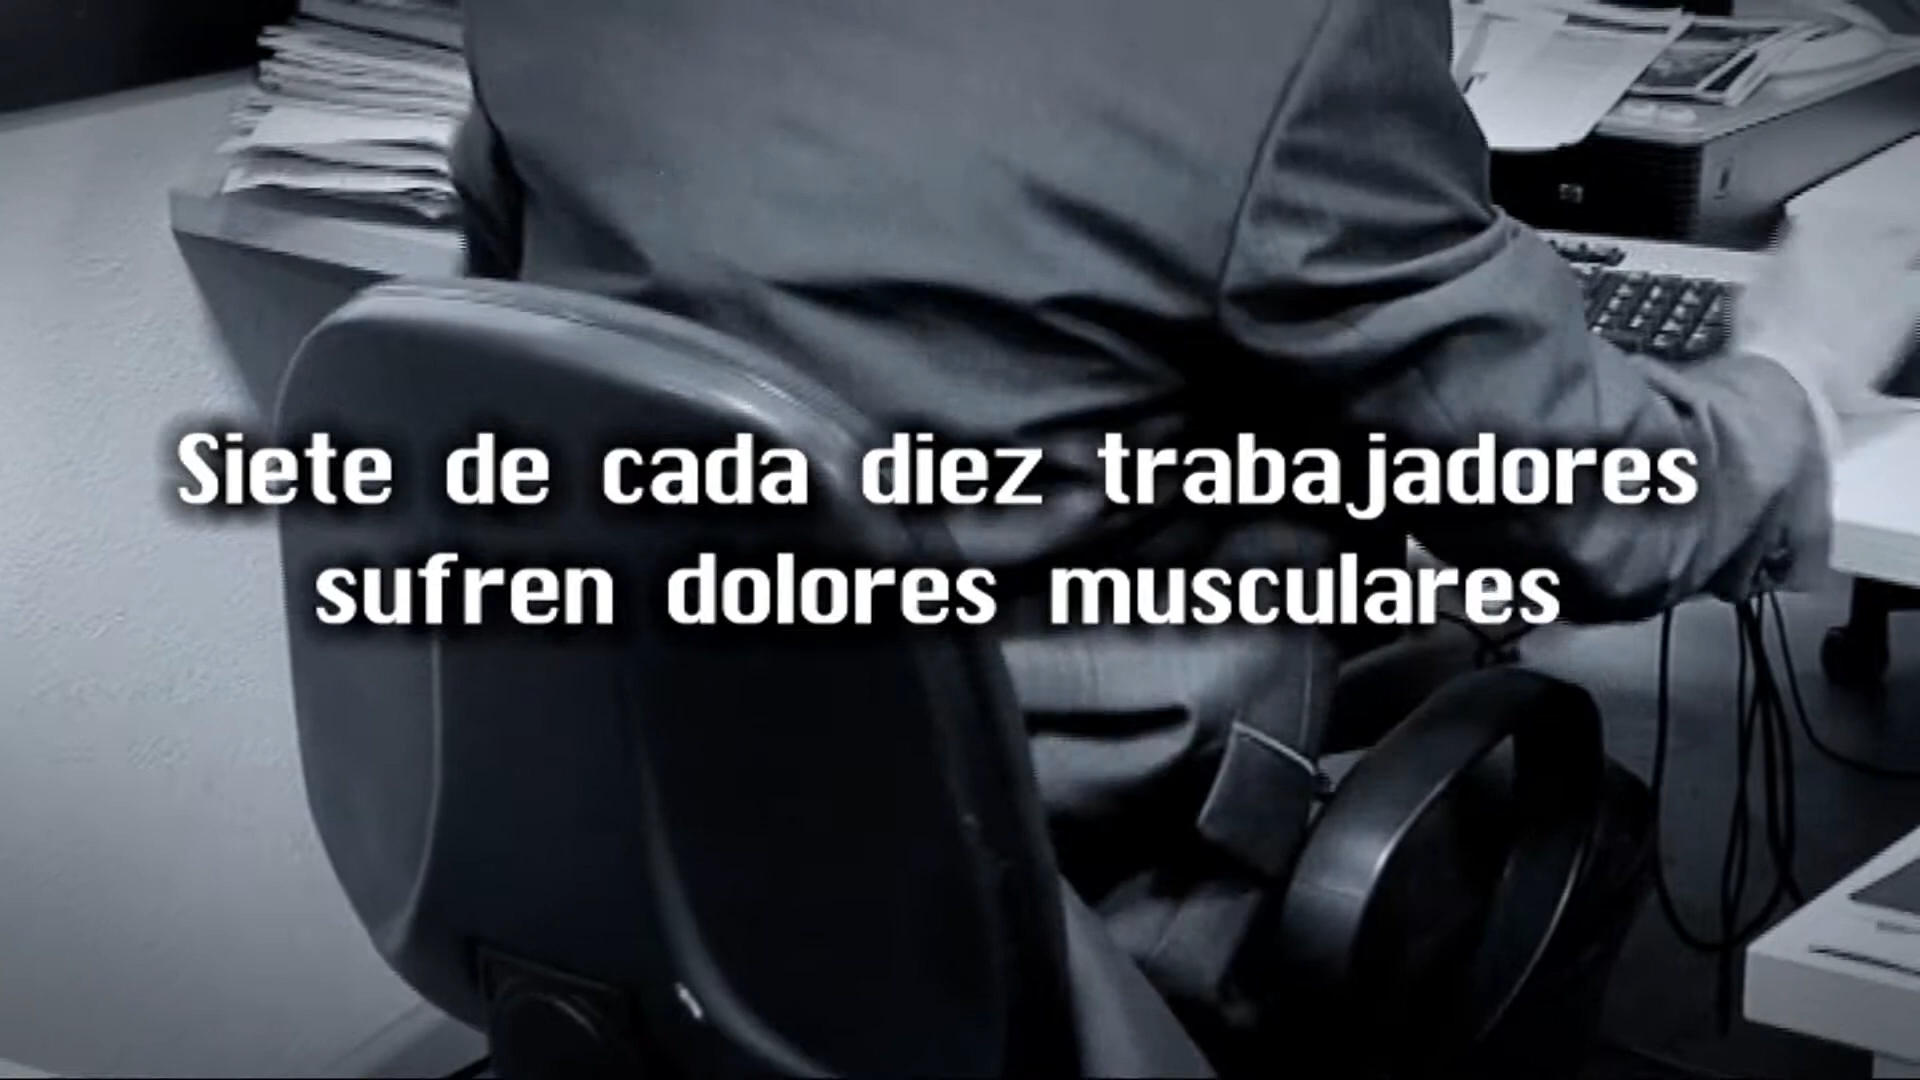 Siete de cada diez trabajadores
sufren dolores musculares